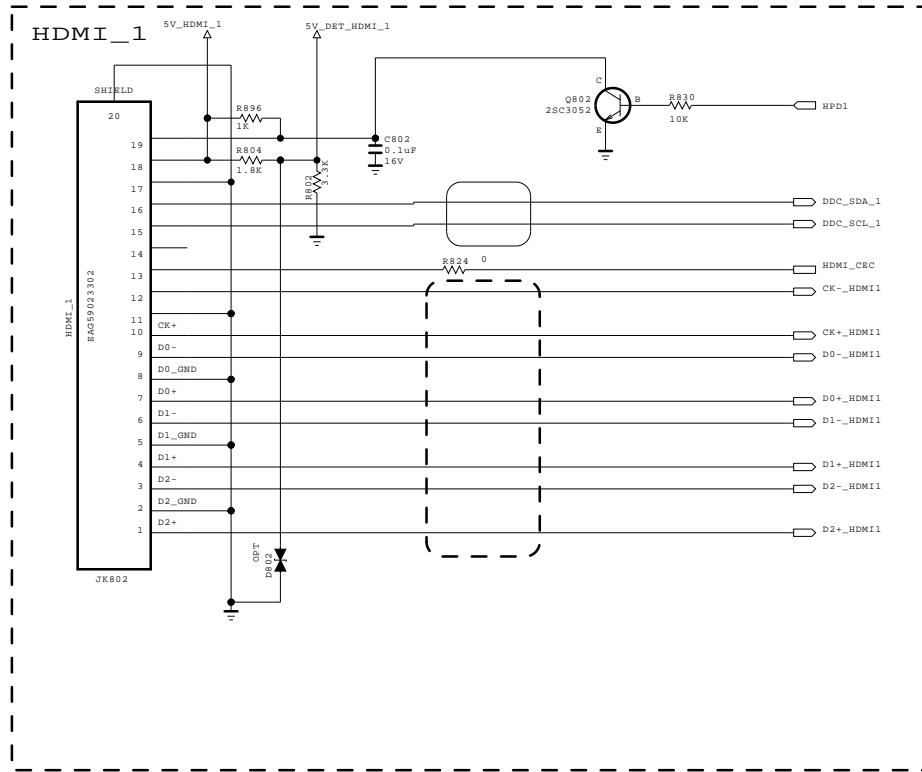 HDMI_1
5V_HDMI_1
5V_DET_HDMI_1
SHIELD
20
R896
1K
C
Q802
2SC3052
B
E
R830
10K
HPD1
19
C802
0.1uF
16V
R804
1.8K
18
R802
3.3K
17
16
DDC_SDA_1
15
DDC_SCL_1
14
R824
0
HDMI_CEC
13
CK-_HDMI1
12
HDMI_1
EAG59023302
11
CK+
10
CK+_HDMI1
D0-
9
D0-_HDMI1
D0_GND
8
D0+
7
D0+_HDMI1
D1-
6
D1-_HDMI1
D1_GND
5
D1+
4
D1+_HDMI1
D2-
3
D2-_HDMI1
D2_GND
2
D2+
1
D2+_HDMI1
OPT
D802
JK802